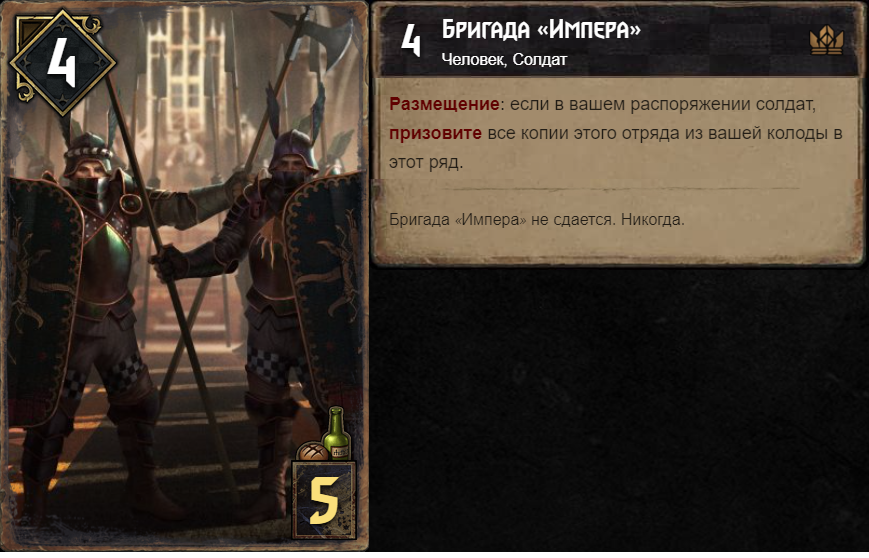 4
4
Бригада «Импера»
Человек, Солдат
Размещение: если в вашем распоряжении солдат,
призовите все копии этого отряда из вашей колоды в
этот ряд.
Бригада «Импера» не сдается. Никогда.
5